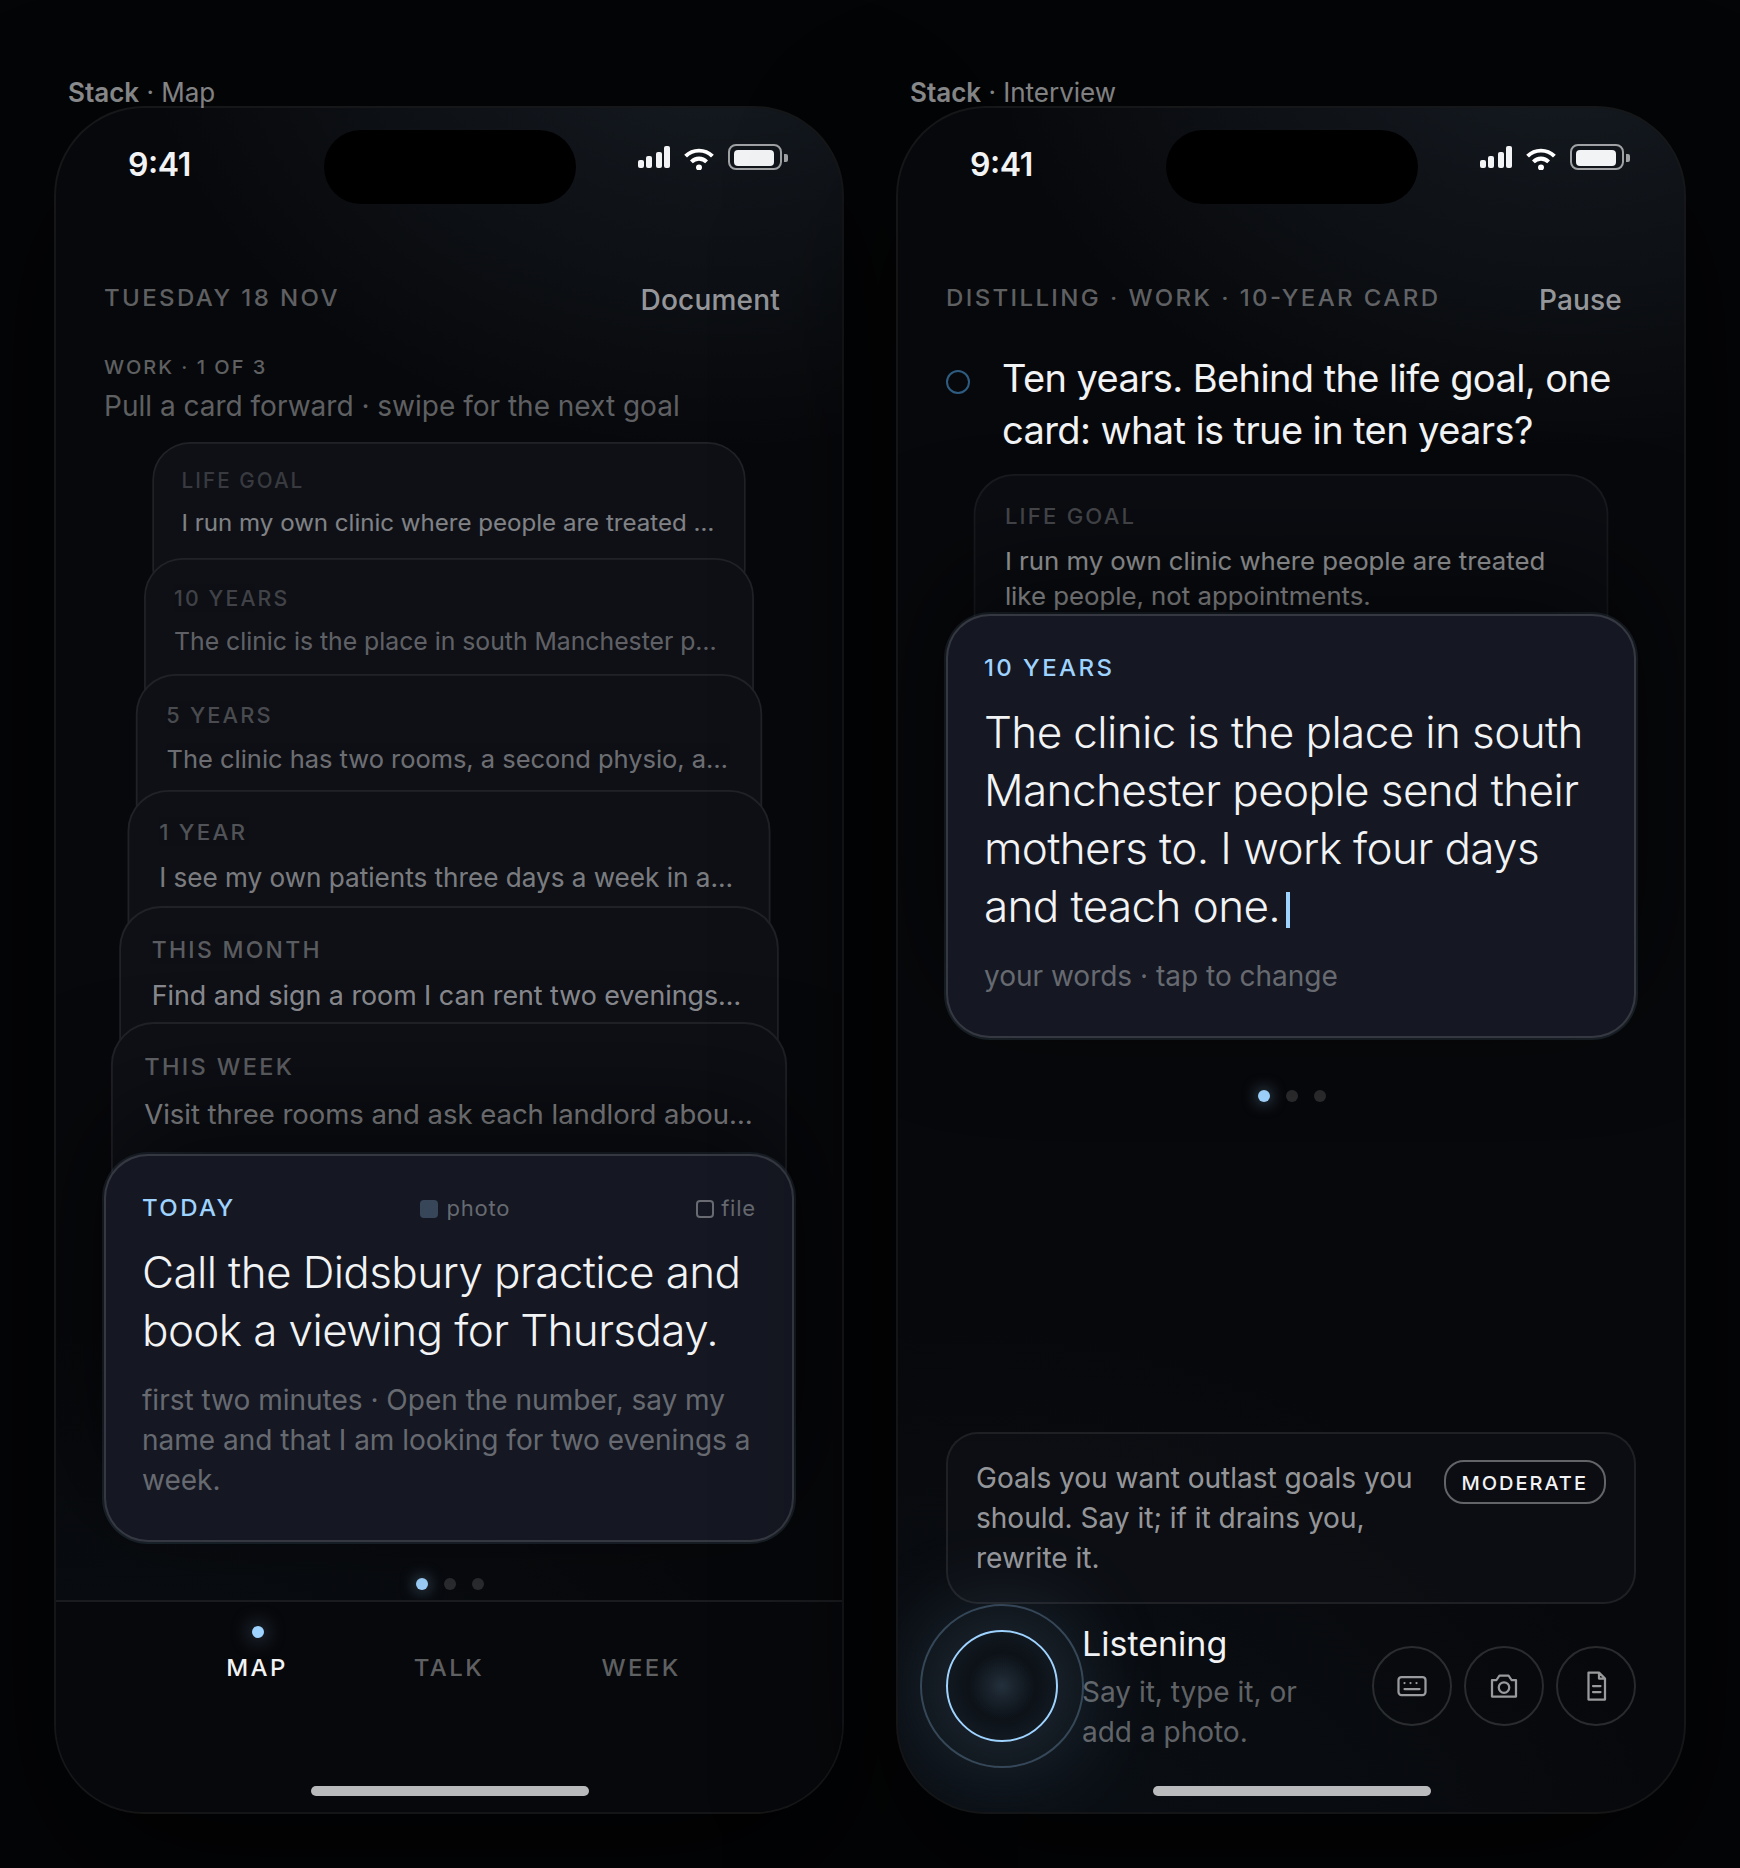 Stack · Map
9:41
TUESDAY 18 NOV
Document
WORK · 1 OF 3
Pull a card forward · swipe for the next goal
LIFE GOAL
I run my own clinic where people are treated ...
10 YEARS
The clinic is the place in south Manchester p...
5 YEARS
The clinic has two rooms, a second physio, a...
1 YEAR
I see my own patients three days a week in a...
THIS MONTH
Find and sign a room I can rent two evenings...
THIS WEEK
Visit three rooms and ask each landlord abou...
TODAY
photo
file
Call the Didsbury practice and
book a viewing for Thursday.
first two minutes · Open the number, say my
name and that I am looking for two evenings a
week.
MAP
TALK
WEEK
Stack · Interview
9:41
DISTILLING · WORK · 10-YEAR CARD
Pause
Ten years. Behind the life goal, one
card: what is true in ten years?
LIFE GOAL
I run my own clinic where people are treated
like people, not appointments.
10 YEARS
The clinic is the place in south
Manchester people send their
mothers to. I work four days
and teach one.
your words · tap to change
Goals you want outlast goals you
should. Say it; if it drains you,
rewrite it.
MODERATE
Listening
Say it, type it, or
add a photo.